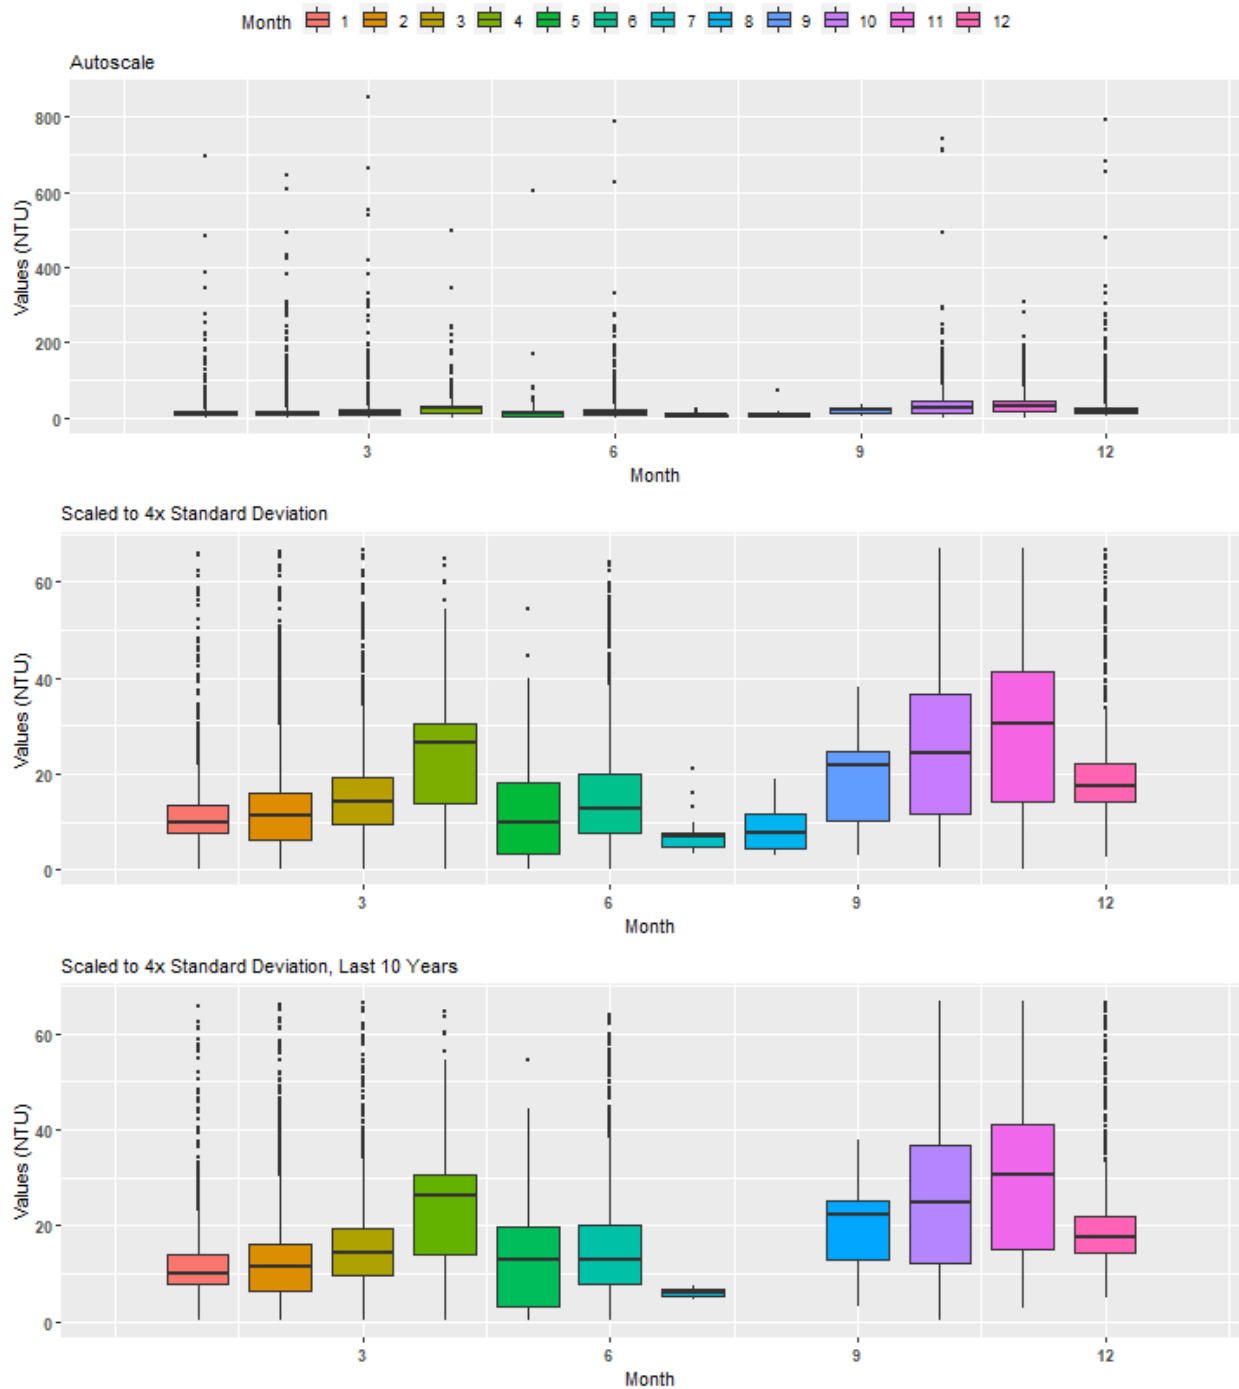 Month 1 2 3 4 5 6 7 8 9 10 11 12
Autoscale
Values (NTU)
800
600
400
200
0
3 6 9 12
Month
Scaled to 4x Standard Deviation
Values (NTU)
60
40
20
0
3 6 9 12
Month
Scaled to 4x Standard Deviation, Last 10 Years
Values (NTU)
60
40
20
0
3 6 9 12
Month